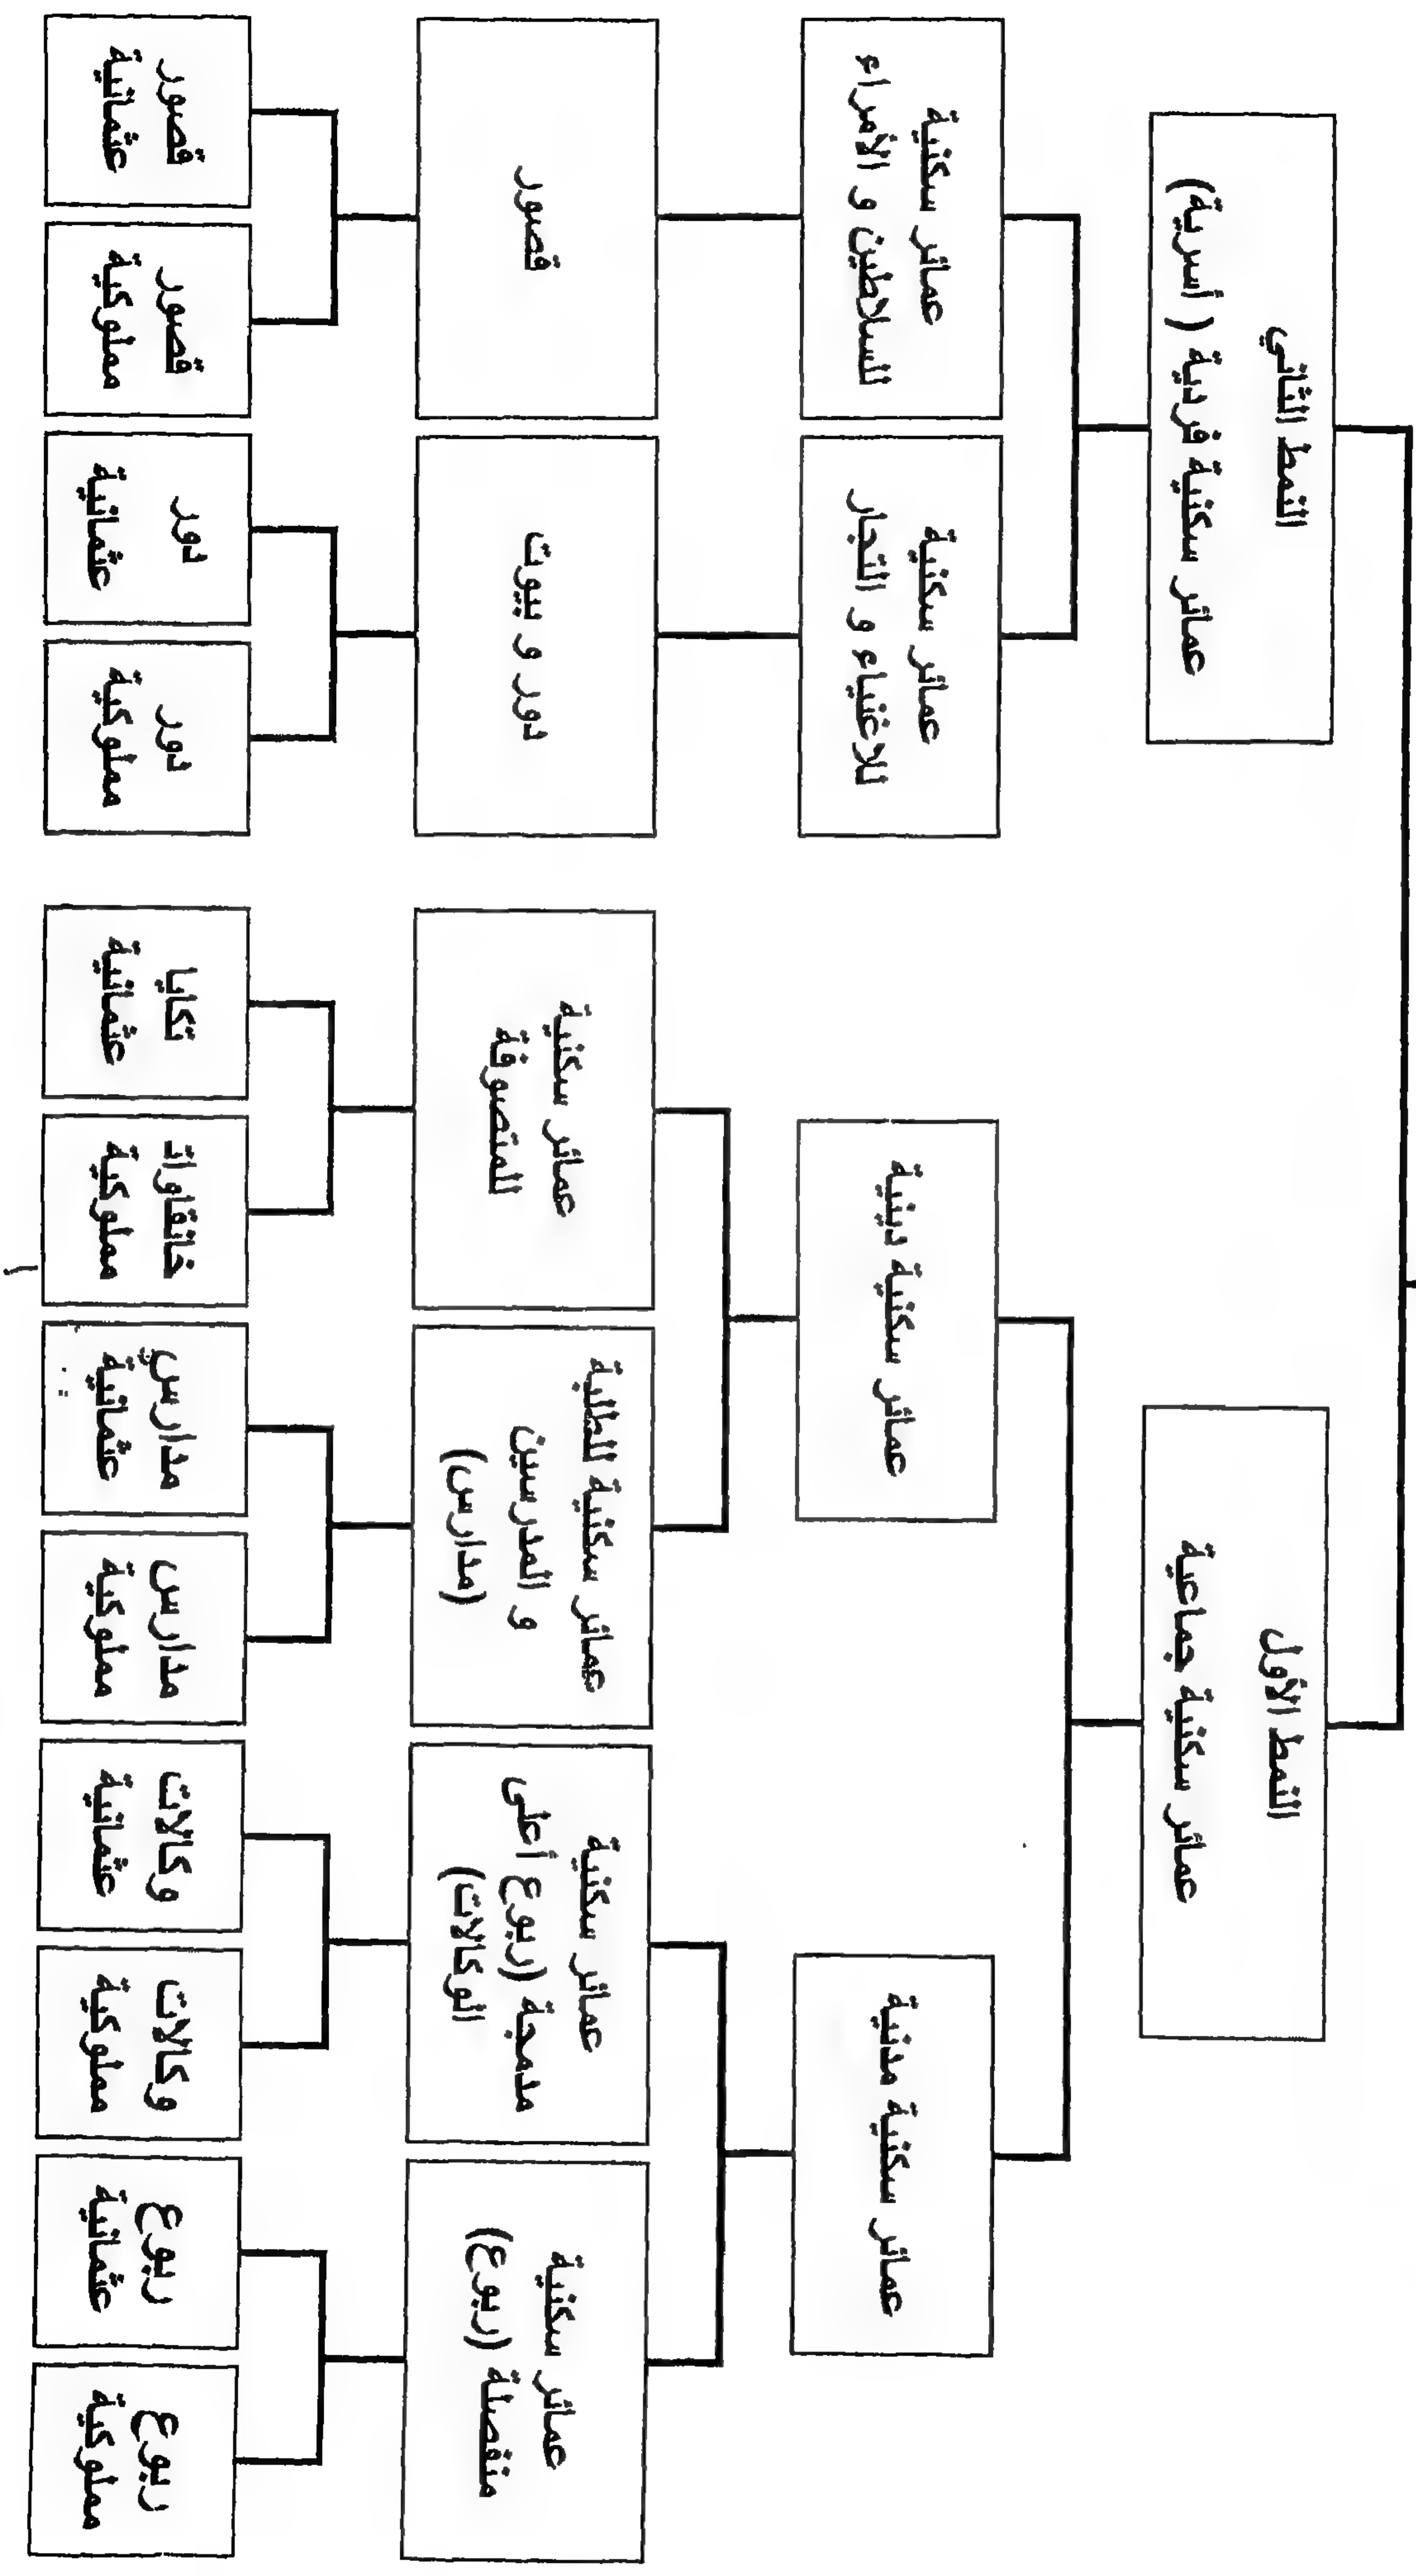 النمط الأول
عمائر سكنية جماعية
النمط الثاني
عمائر سكنية فردية ( أسرية)
عمائر سكنية مدنية
عمائر سكنية دينية
عمائر سكنية
للاغنياء و التجار
عمائر سكنية
للسلاطين و الأمراء
عمائر سكنية
منفصلة (ربوع)
عمائر سكنية
مدمجة (ربوع أعلى
الوكالات)
عمائر سكنية للطلبة
و المدرسين
(مدارس)
عمائر سكنية
للمتصوفة
دور و بيوت
قصور
ربوع
مملوكية
ربوع
عثمانية
وكالات
مملوكية
وكالات
عثمانية
مدارس
مملوكية
مدارس
عثمانية
خانقاوات
مملوكية
تكايا
عثمانية
دور
مملوكية
دور
عثمانية
قصور
مملوكية
قصور
عثمانية